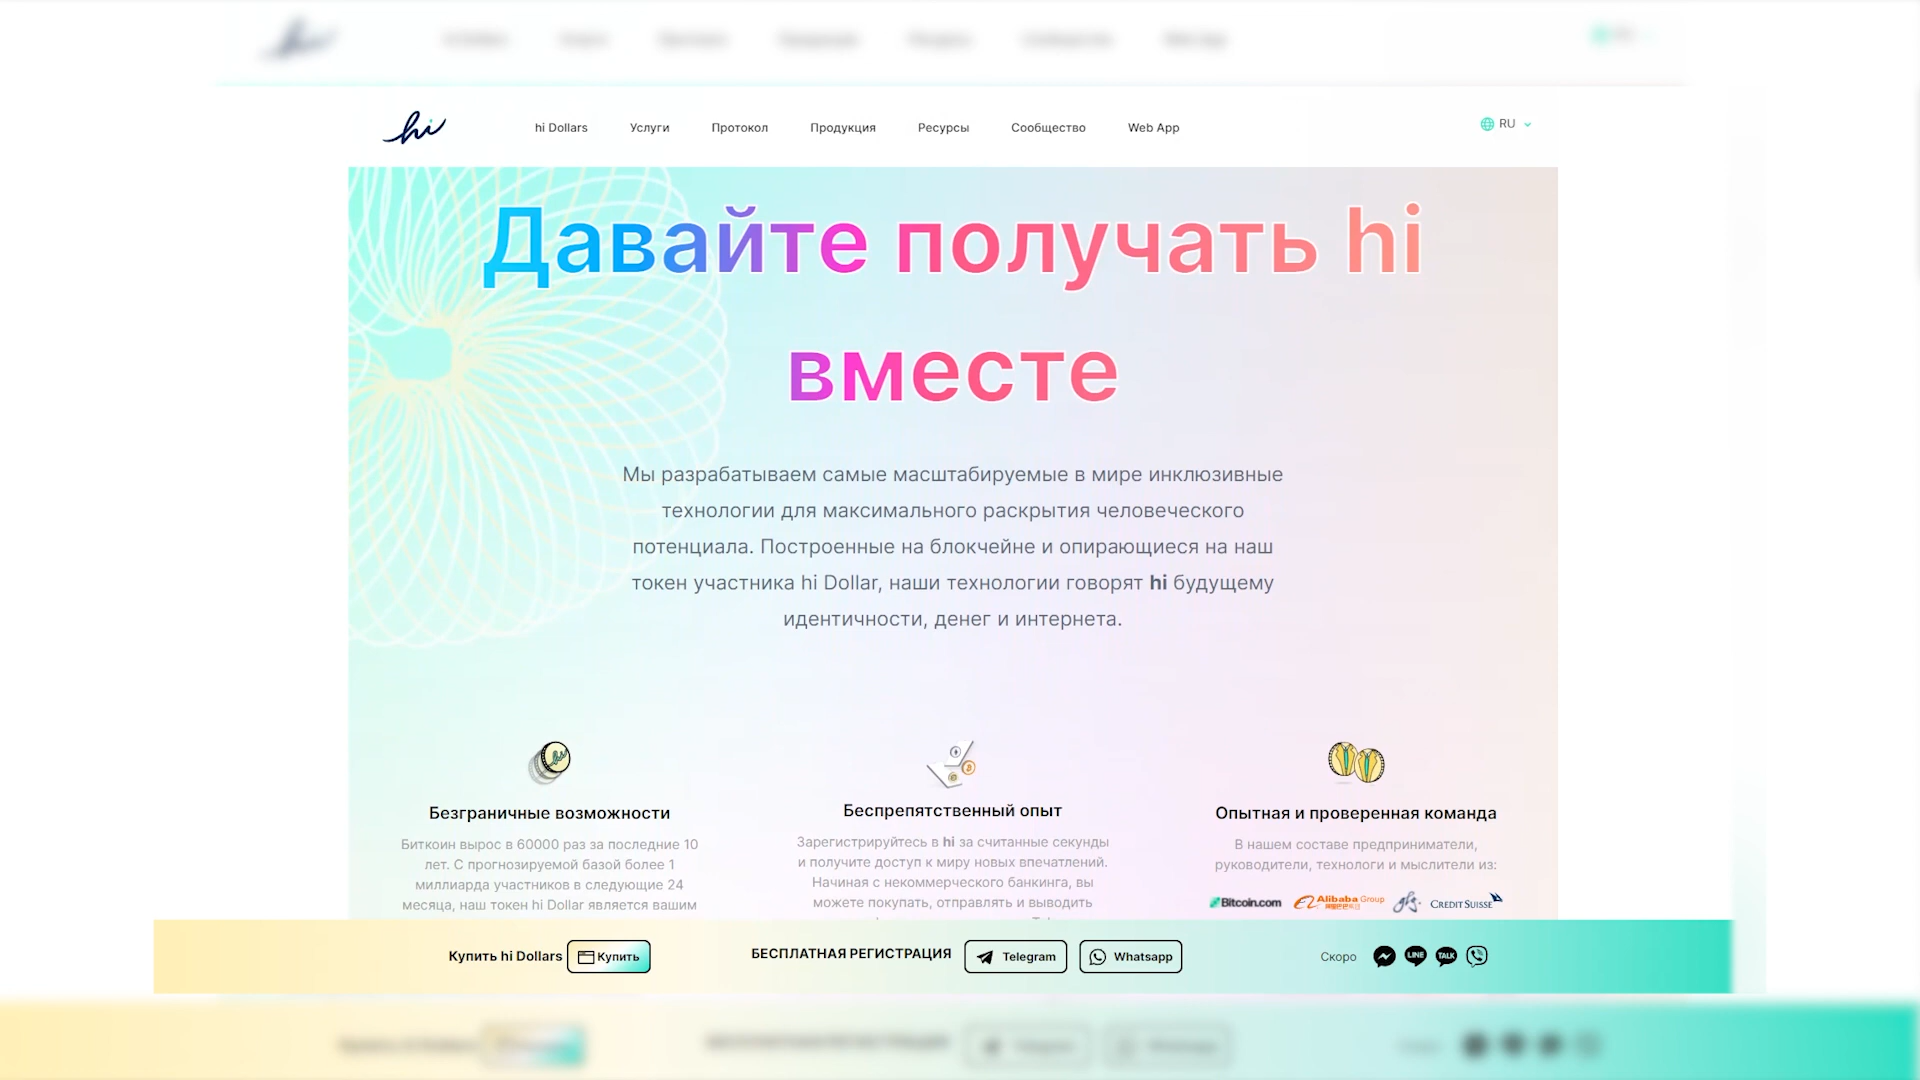 hi
hi Dollars
Услуги
Протокол
Продукция
Ресурсы
Сообщество
Web App
RU
Давайте получать hi
вместе
Мы разрабатываем самые масштабируемые в мире инклюзивные
технологии для максимального раскрытия человеческого
потенциала. Построенные на блокчейне и опирающиеся на наш
токен участника hi Dollar, наши технологии говорят hi будущему
идентичности, денег и интернета.
Безграничные возможности
Биткоин вырос в 60000 раз за последние 10
лет. С прогнозируемой базой более 1
миллиарда участников в следующие 24
месяца, наш токен hi Dollar является вашим
Беспрепятственный опыт
Зарегистрируйтесь в hi за считанные секунды
и получите доступ к миру новых впечатлений.
Начиная с некоммерческого банкинга, вы
можете покупать, отправлять и выводить
Опытная и проверенная команда
В нашем составе предприниматели,
руководители, технологи и мыслители из:
Bitcoin.com
Alibaba Group
CREDIT SUISSE
Купить hi Dollars
Купить
БЕСПЛАТНАЯ РЕГИСТРАЦИЯ
Telegram
Whatsapp
Скоро
LINE
TALK